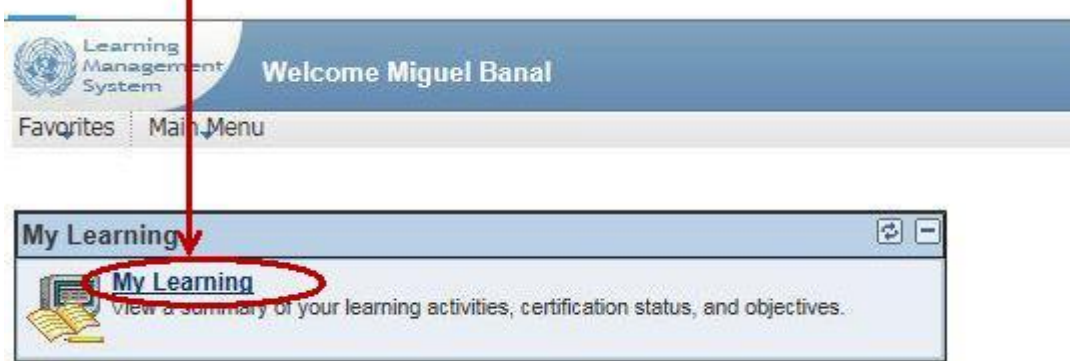 Learning
Management
System
Welcome Miguel Banal
Favorites Main Menu
My Learning
My Learning
View a summary of your learning activities, certification status, and objectives.